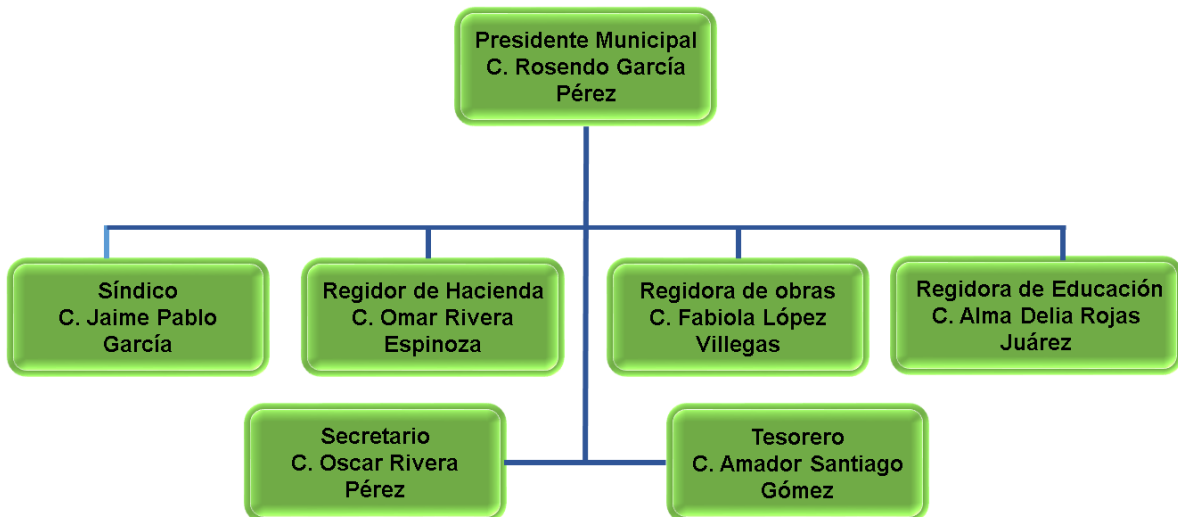 Presidente Municipal
C. Rosendo García
Pérez
Síndico
C. Jaime Pablo
García
Regidor de Hacienda
C. Omar Rivera
Espinoza
Regidora de obras
C. Fabiola López
Villegas
Regidora de Educación
C. Alma Delia Rojas
Juárez
Secretario
C. Oscar Rivera
Pérez
Tesorero
C. Amador Santiago
Gómez